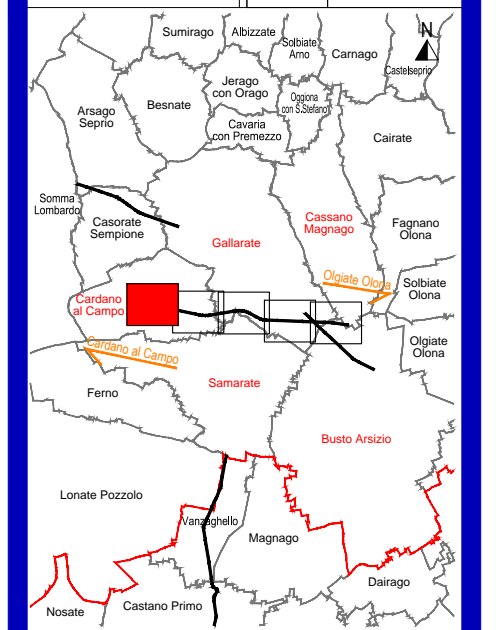 Sumirago
Albizzate
Solbiate
Arno
Carnago
N
Castelseprio
Jerago
con Orago
Besnate
Oggiona
con S.Stefano
Arsago
Seprio
Cavaria
con Premezzo
Cairate
Somma
Lombardo
Casorate
Sempione
Cassano
Magnago
Fagnano
Olona
Gallarate
Olgiate Olona
Solbiate
Olona
Cardano
al Campo
Olgiate
Olona
Cardano al Campo
Ferno
Samarate
Busto Arsizio
Lonate Pozzolo
Vanzaghello
Magnago
Dairago
Nosate
Castano Primo